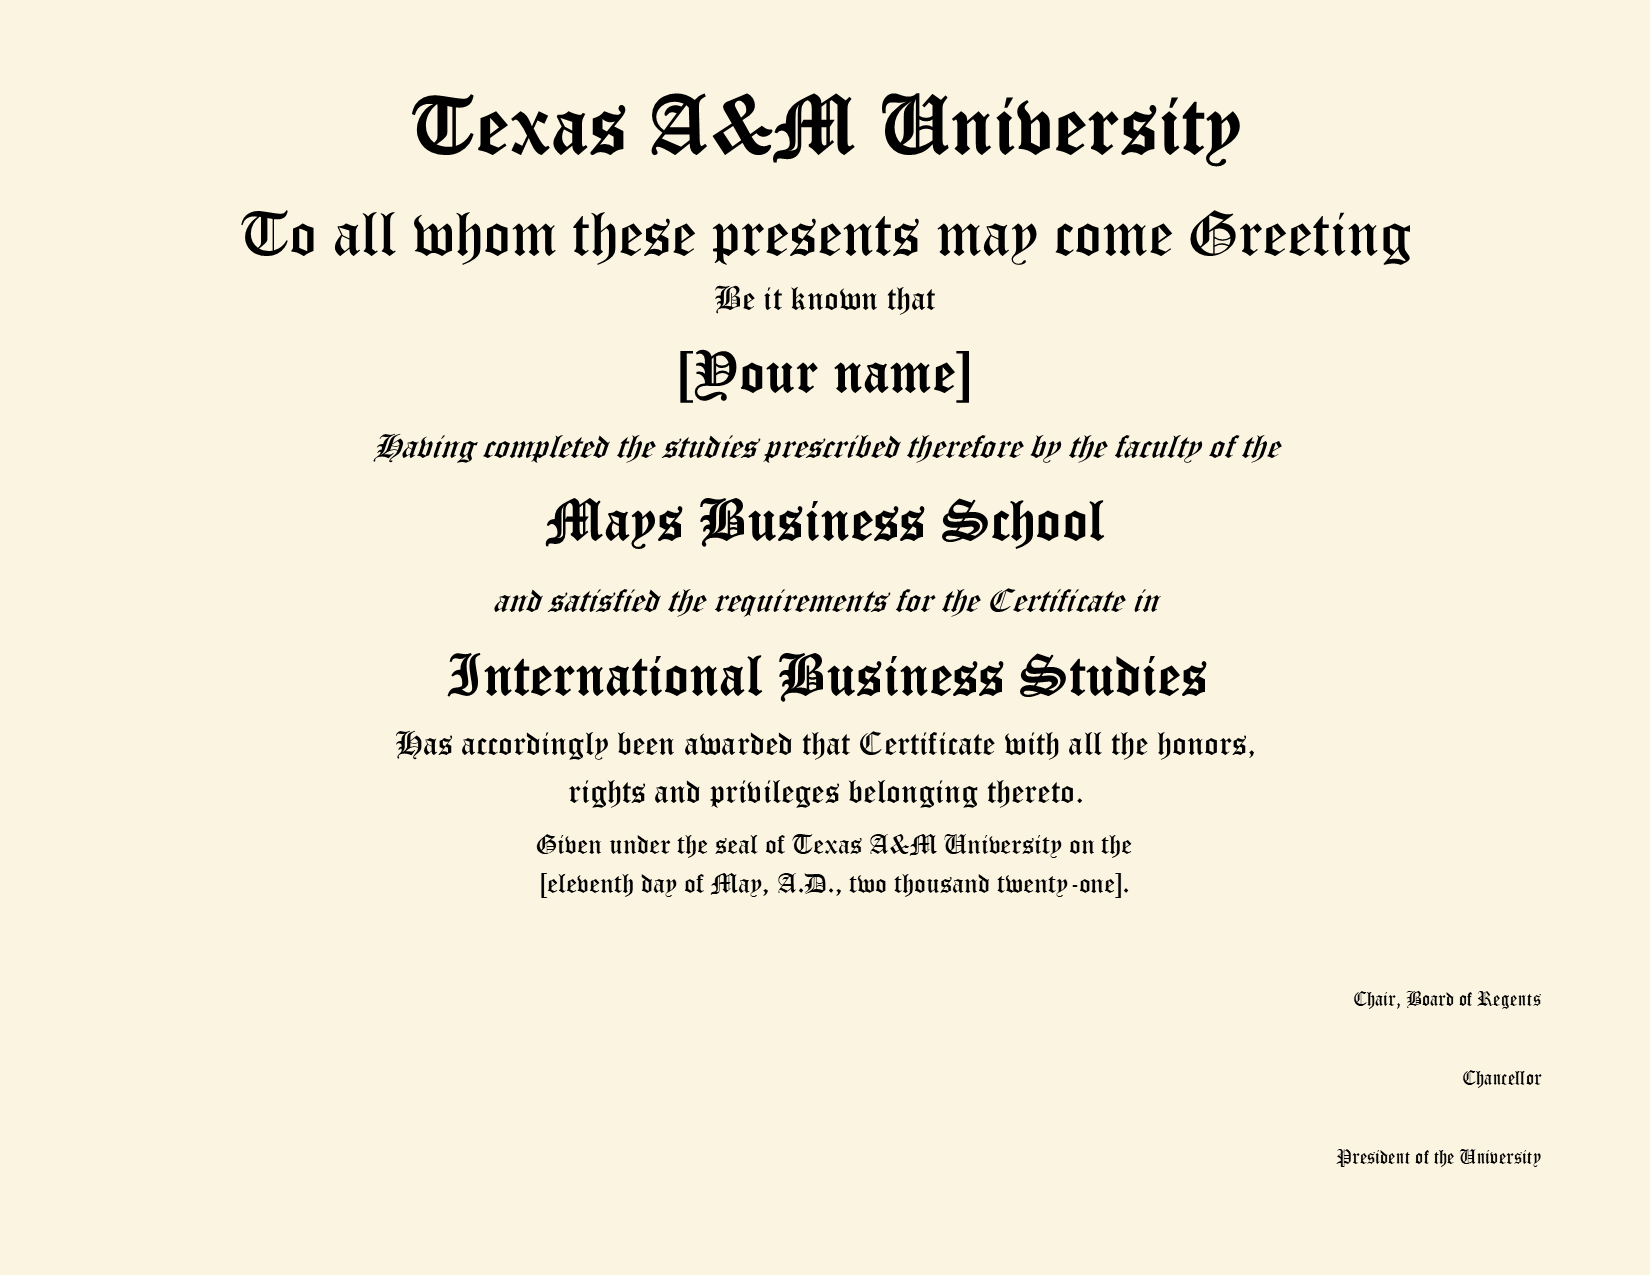 Texas A&M University
To all whom these presents may come Greeting
Be it known that
[Your name]
Having completed the studies prescribed therefore by the faculty of the
Mays Business School
and satisfied the requirements for the Certificate in
International Business Studies
Has accordingly been awarded that Certificate with all the honors,
rights and privileges belonging thereto.
Given under the seal of Texas A&M University on the
[eleventh day of May, A.D., two thousand twenty-one].
Chair, Board of Regents
Chancellor
President of the University